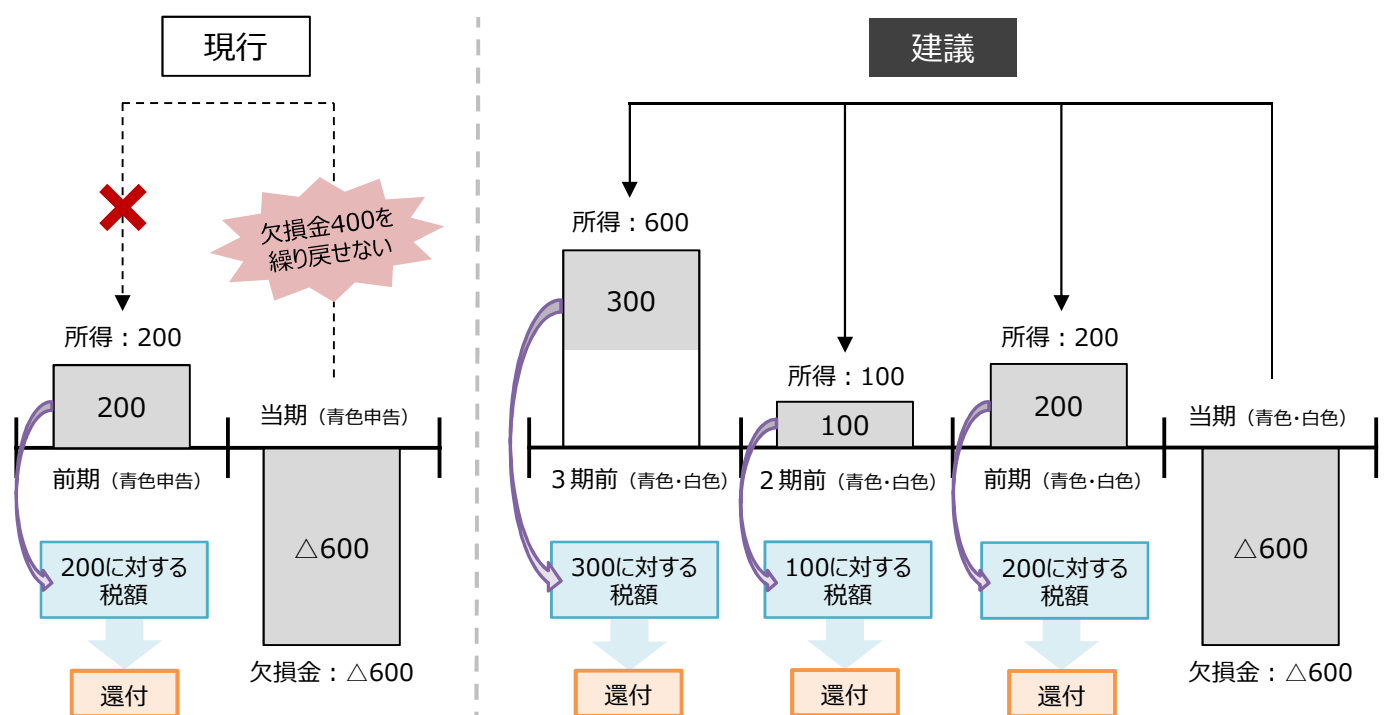 現行
欠損金400を
繰り戻せない
所得：200
200
当期（青色申告）
前期（青色申告）
△600
200に対する
税額
欠損金：△600
還付
建議
所得：600
300
所得：100
100
所得：200
200
当期（青色・白色）
３期前（青色・白色）
２期前（青色・白色）
前期（青色・白色）
△600
300に対する
税額
100に対する
税額
200に対する
税額
欠損金：△600
還付
還付
還付